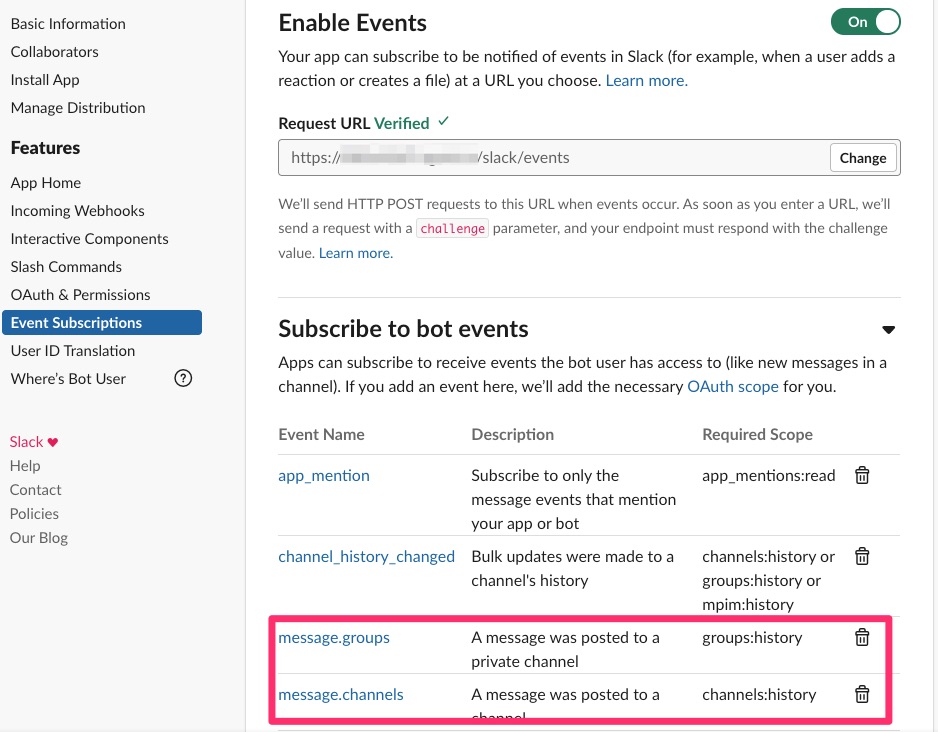 Basic Information
Collaborators
Install App
Manage Distribution
Features
App Home
Incoming Webhooks
Interactive Components
Slash Commands
OAuth & Permissions
Event Subscriptions
User ID Translation
Where's Bot User ?
Slack ♥
Help
Contact
Policies
Our Blog
Enable Events
On
Your app can subscribe to be notified of events in Slack (for example, when a user adds a
reaction or creates a file) at a URL you choose. Learn more.
Request URL Verified ✓
https:// /slack/events
Change
We'll send HTTP POST requests to this URL when events occur. As soon as you enter a URL, we'll
send a request with a challenge parameter, and your endpoint must respond with the challenge
value. Learn more.
Subscribe to bot events
Apps can subscribe to receive events the bot user has access to (like new messages in a
channel). If you add an event here, we'll add the necessary OAuth scope for you.
Event Name Description Required Scope
app_mention Subscribe to only the app_mentions:read
message events that mention
your app or bot
channel_history_changed Bulk updates were made to a channels:history or
channel's history groups:history or
mpim:history
message.groups A message was posted to a groups:history
private channel
message.channels A message was posted to a channels:history
channel